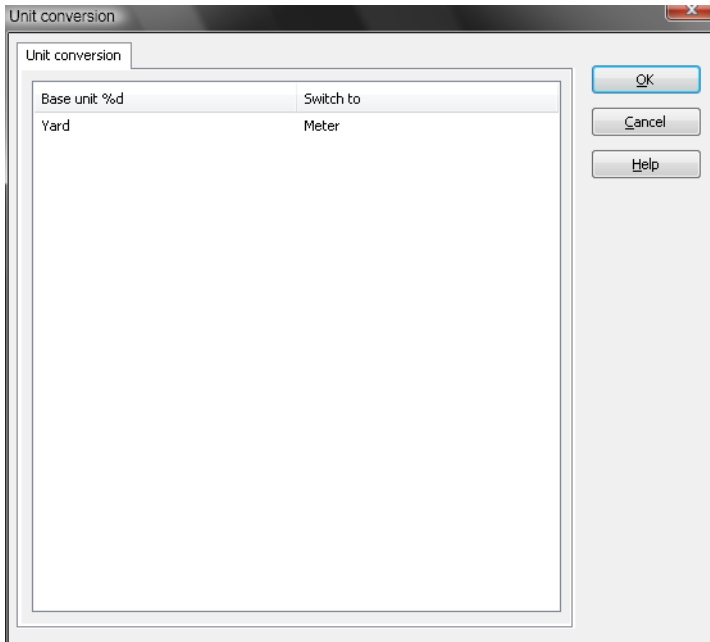 Unit conversion
Unit conversion
Base unit %d Switch to
Yard Meter
OK
Cancel
Help